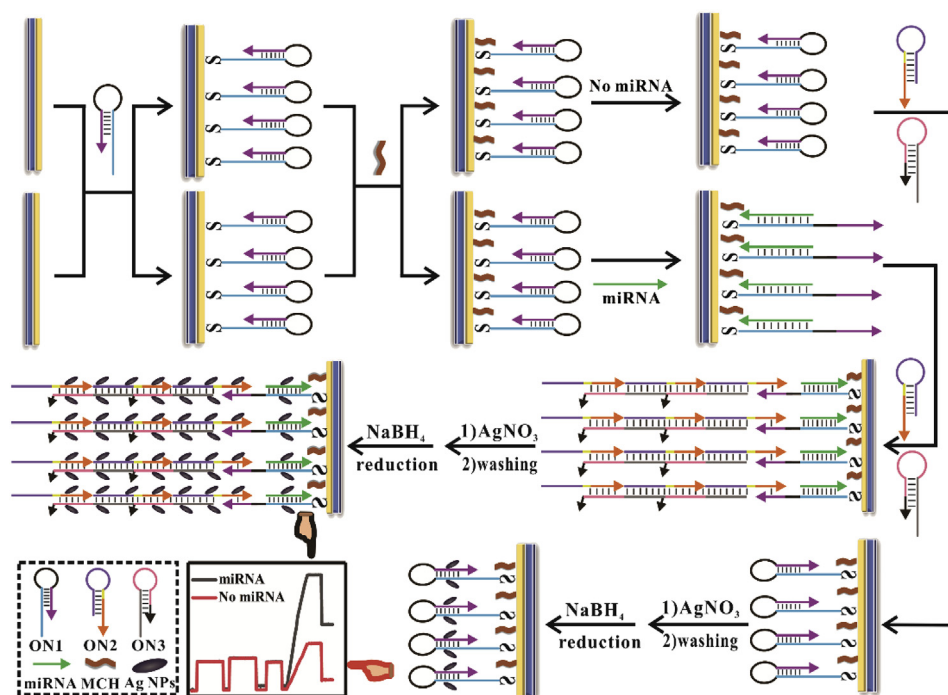 S S S S
S S S S
No miRNA
S S S S
S S S S
S S S S
miRNA
S S S S
NaBH4
reduction
1)AgNO3
2)washing
S S S S
S S S S
miRNA
No miRNA
ON1 ON2 ON3
miRNA MCH Ag NPs
NaBH4
reduction
1)AgNO3
2)washing
S S S S
S S S S